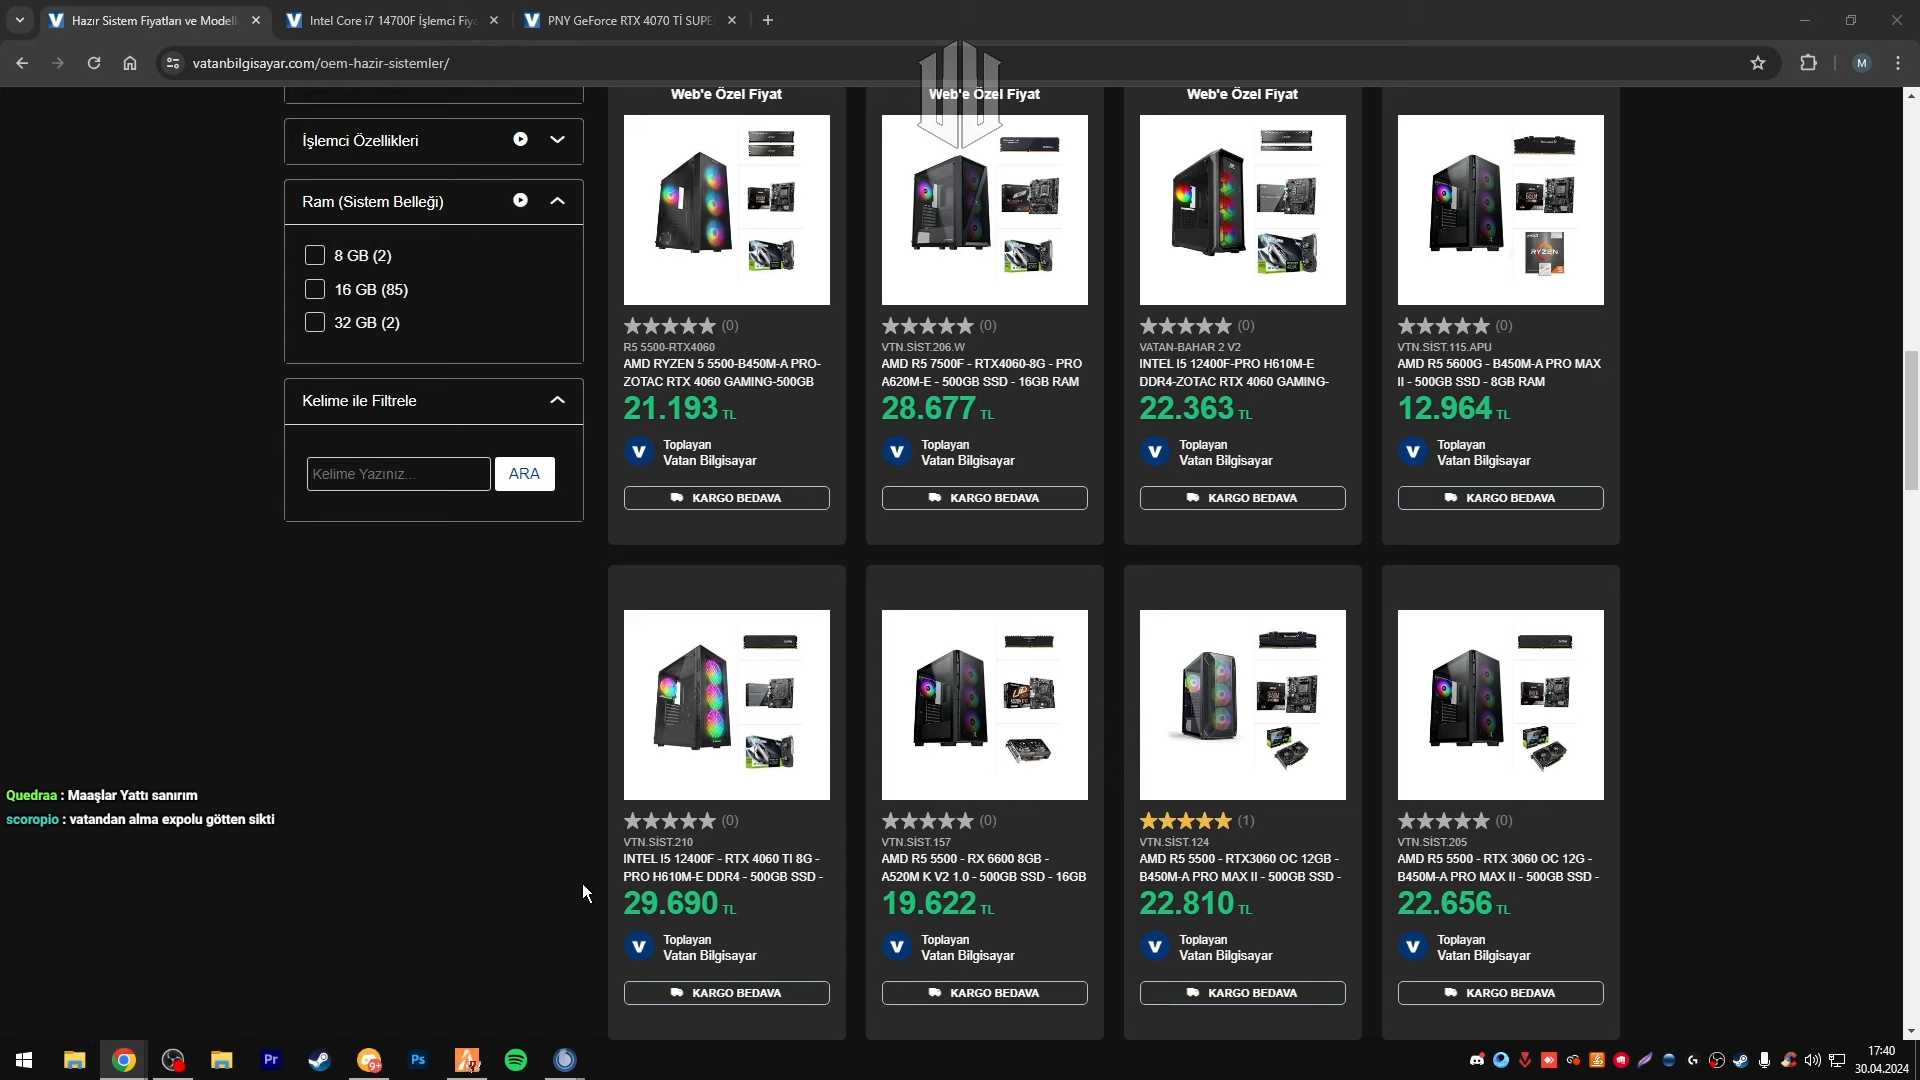 Hazır Sistem Fiyatları ve Modell
Intel Core i7 14700F İşlemci Fiy
PNY GeForce RTX 4070 Tİ SUPE
vatanbilgisayar.com/oem-hazir-sistemler/
M
İşlemci Özellikleri
Ram (Sistem Belleği)
8 GB (2)
16 GB (85)
32 GB (2)
Kelime ile Filtrele
Kelime Yazınız...
ARA
Web'e Özel Fiyat
Web'e Özel Fiyat
Web'e Özel Fiyat
(0)
R5 5500-RTX4060
AMD RYZEN 5 5500-B450M-A PRO-
ZOTAC RTX 4060 GAMING-500GB
21.193 TL
Toplayan
Vatan Bilgisayar
KARGO BEDAVA
(0)
VTN.SİST.206.W
AMD R5 7500F - RTX4060-8G - PRO
A620M-E - 500GB SSD - 16GB RAM
28.677 TL
Toplayan
Vatan Bilgisayar
KARGO BEDAVA
(0)
VATAN-BAHAR 2 V2
INTEL I5 12400F-PRO H610M-E
DDR4-ZOTAC RTX 4060 GAMING-
22.363 TL
Toplayan
Vatan Bilgisayar
KARGO BEDAVA
RYZEN
(0)
VTN.SİST.115.APU
AMD R5 5600G - B450M-A PRO MAX
II - 500GB SSD - 8GB RAM
12.964 TL
Toplayan
Vatan Bilgisayar
KARGO BEDAVA
(0)
VTN.SİST.210
INTEL I5 12400F - RTX 4060 TI 8G -
PRO H610M-E DDR4 - 500GB SSD -
29.690 TL
Toplayan
Vatan Bilgisayar
KARGO BEDAVA
(0)
VTN.SİST.157
AMD R5 5500 - RX 6600 8GB -
A520M K V2 1.0 - 500GB SSD - 16GB
19.622 TL
Toplayan
Vatan Bilgisayar
KARGO BEDAVA
(1)
VTN.SİST.124
AMD R5 5500 - RTX3060 OC 12GB -
B450M-A PRO MAX II - 500GB SSD -
22.810 TL
Toplayan
Vatan Bilgisayar
KARGO BEDAVA
(0)
VTN.SİST.205
AMD R5 5500 - RTX 3060 OC 12G -
B450M-A PRO MAX II - 500GB SSD -
22.656 TL
Toplayan
Vatan Bilgisayar
KARGO BEDAVA
Quedraa : Maaşlar Yattı sanırım
scoropio : vatandan alma expolu götten sikti
Pr
9+
Ps
17:40
30.04.2024